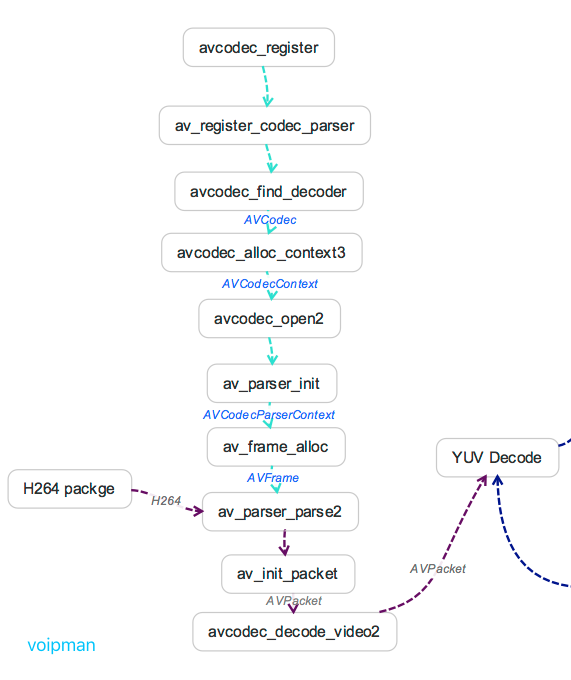 avcodec_register
av_register_codec_parser
avcodec_find_decoder
AVCodec
avcodec_alloc_context3
AVCodecContext
avcodec_open2
av_parser_init
AVCodecParserContext
av_frame_alloc
YUV Decode
AVFrame
H264 packge
H264
av_parser_parse2
av_init_packet
AVPacket
AVPacket
avcodec_decode_video2
voipman